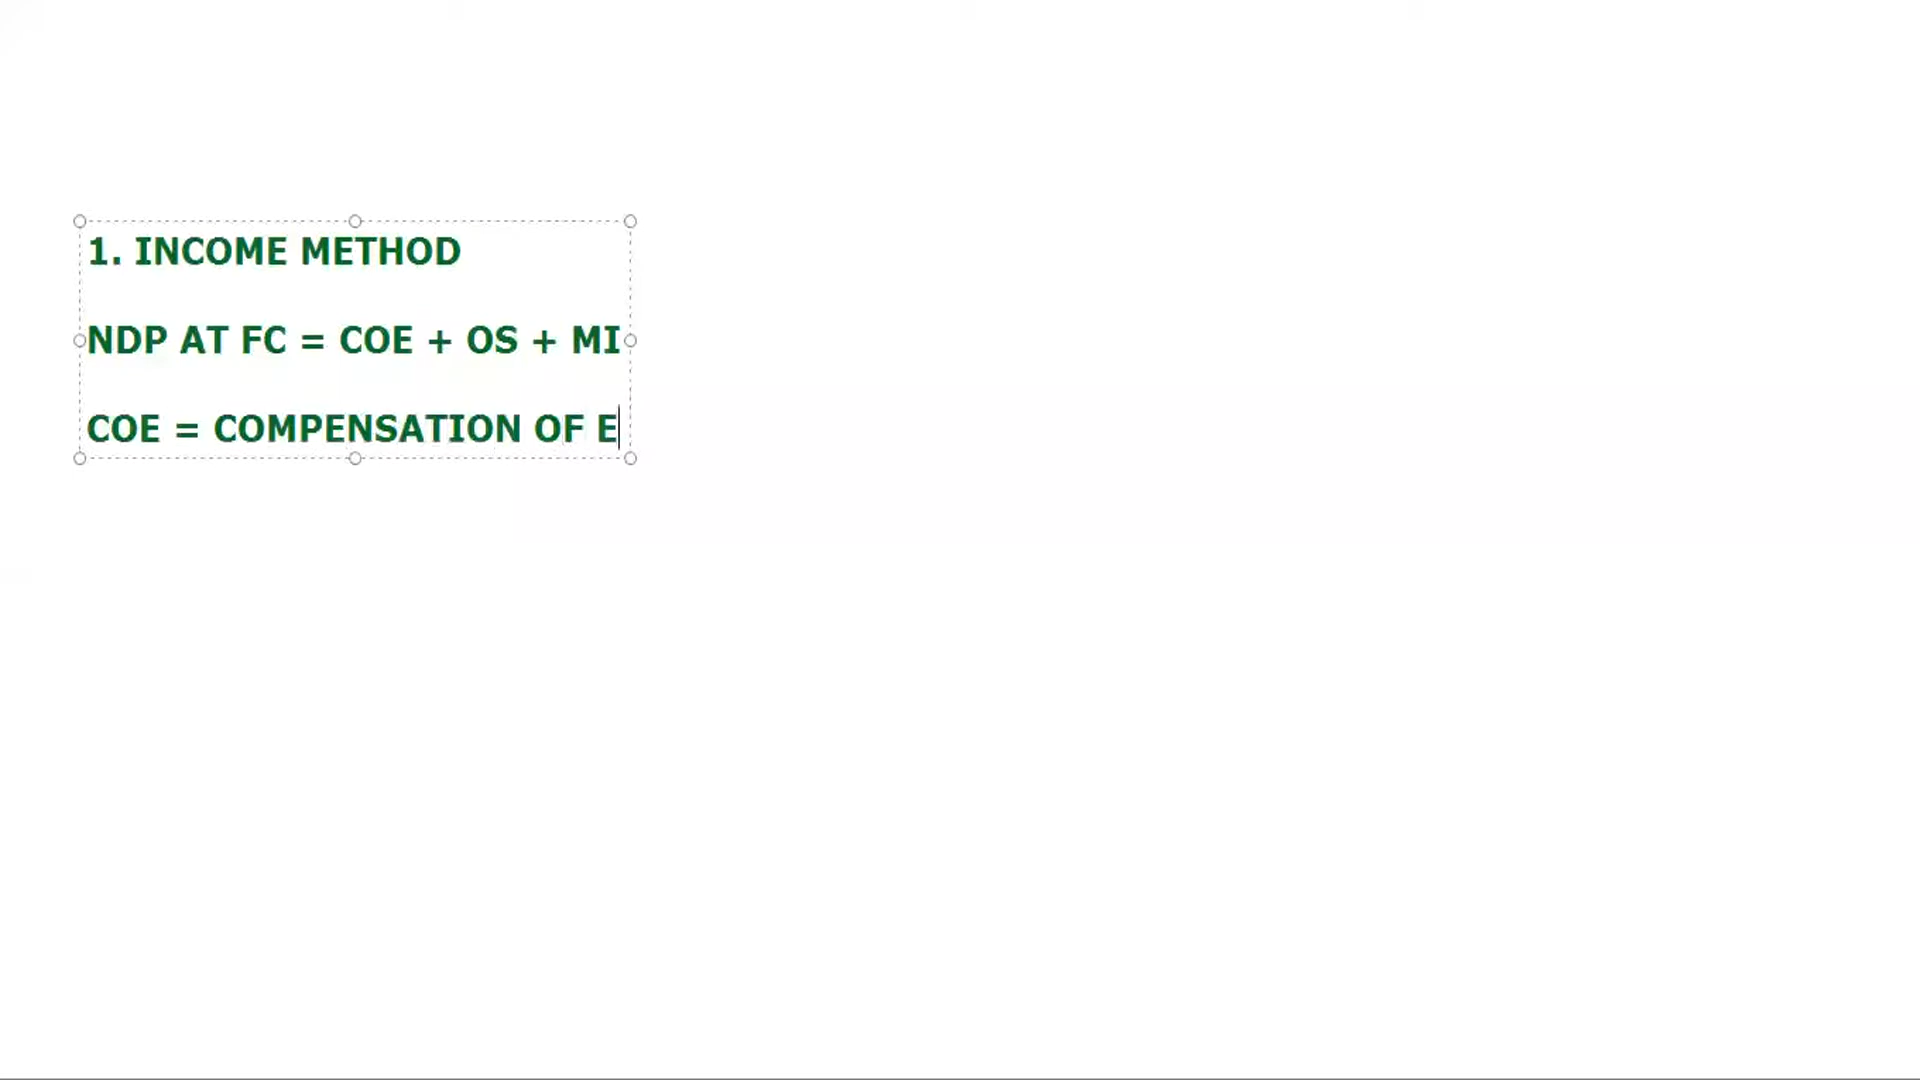 1. INCOME METHOD
NDP AT FC = COE + OS + MI
COE = COMPENSATION OF E